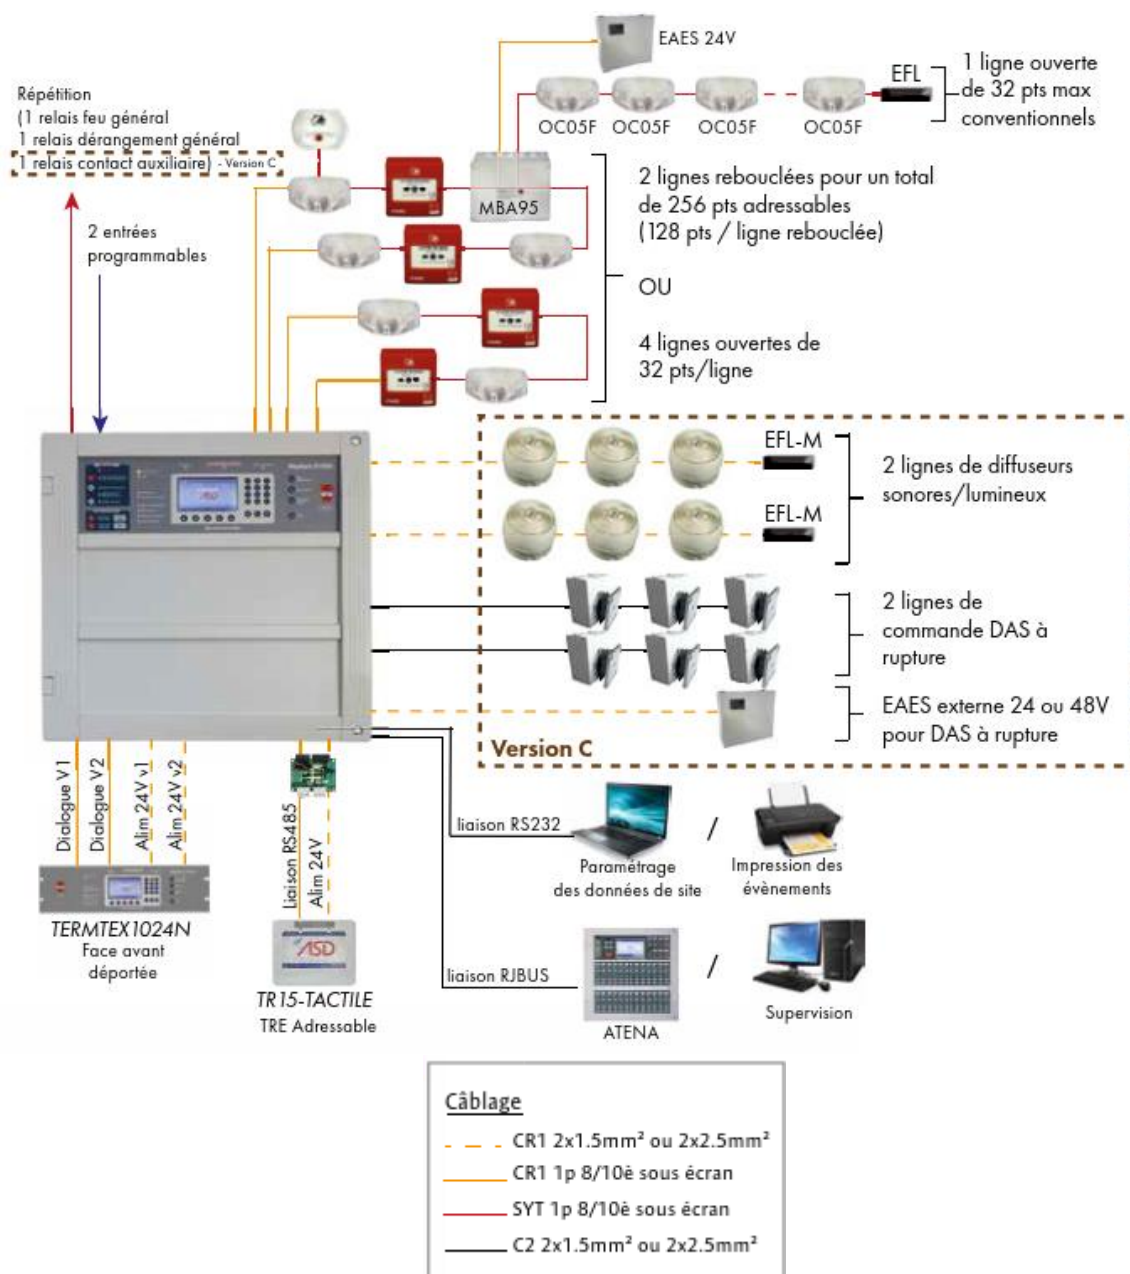 EAES 24V
EFL
1 ligne ouverte
de 32 pts max
conventionnels
OC05F
OC05F
OC05F
OC05F
Répétition
(1 relais feu général
1 relais dérangement général
1 relais contact auxiliaire) - Version C
MBA95
2 lignes rebouclées pour un total
de 256 pts adressables
(128 pts / ligne rebouclée)
OU
4 lignes ouvertes de
32 pts/ligne
2 entrées
programmables
EFL-M
2 lignes de diffuseurs
sonores/lumineux
EFL-M
2 lignes de
commande DAS à
rupture
EAES externe 24 ou 48V
pour DAS à rupture
Version C
ASD
Dialogue V1
Dialogue V2
Alim 24V v1
Alim 24V v2
Liaison RS485
Alim 24V
liaison RS232
/
Paramétrage
des données de site
Impression des
évènements
TERMTEX1024N
Face avant
déportée
ASD
TR15-TACTILE
TRE Adressable
liaison RJBUS
/
ATENA
Supervision
Câblage
CR1 2x1.5mm² ou 2x2.5mm²
CR1 1p 8/10è sous écran
SYT 1p 8/10è sous écran
C2 2x1.5mm² ou 2x2.5mm²